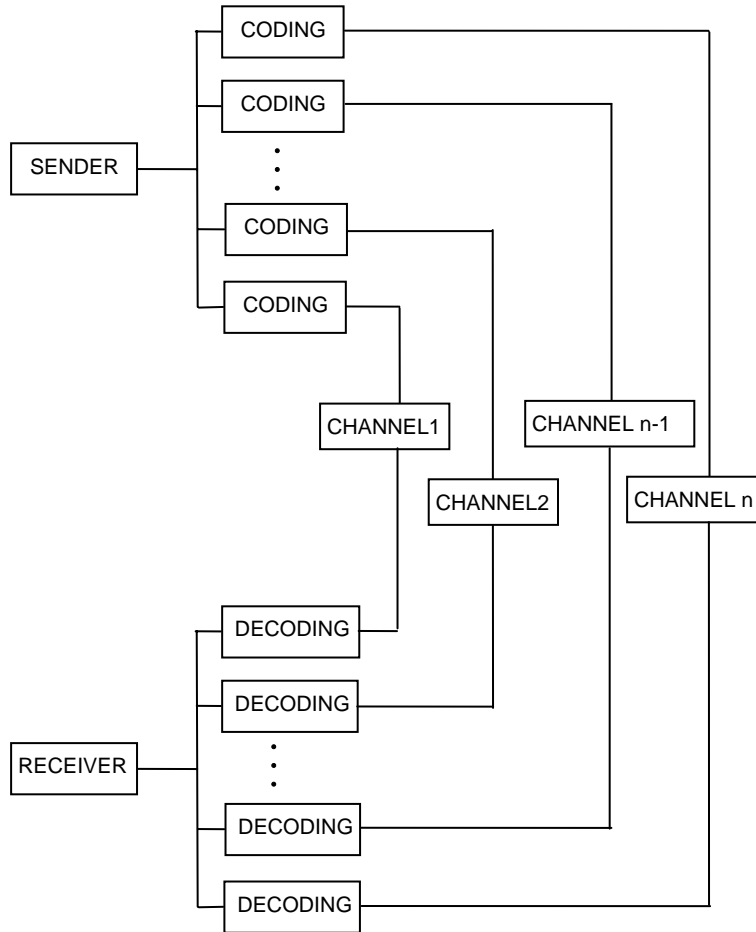 CODING
CODING
SENDER
CODING
CODING
CHANNEL1
CHANNEL n-1
CHANNEL2
CHANNEL n
DECODING
DECODING
RECEIVER
DECODING
DECODING